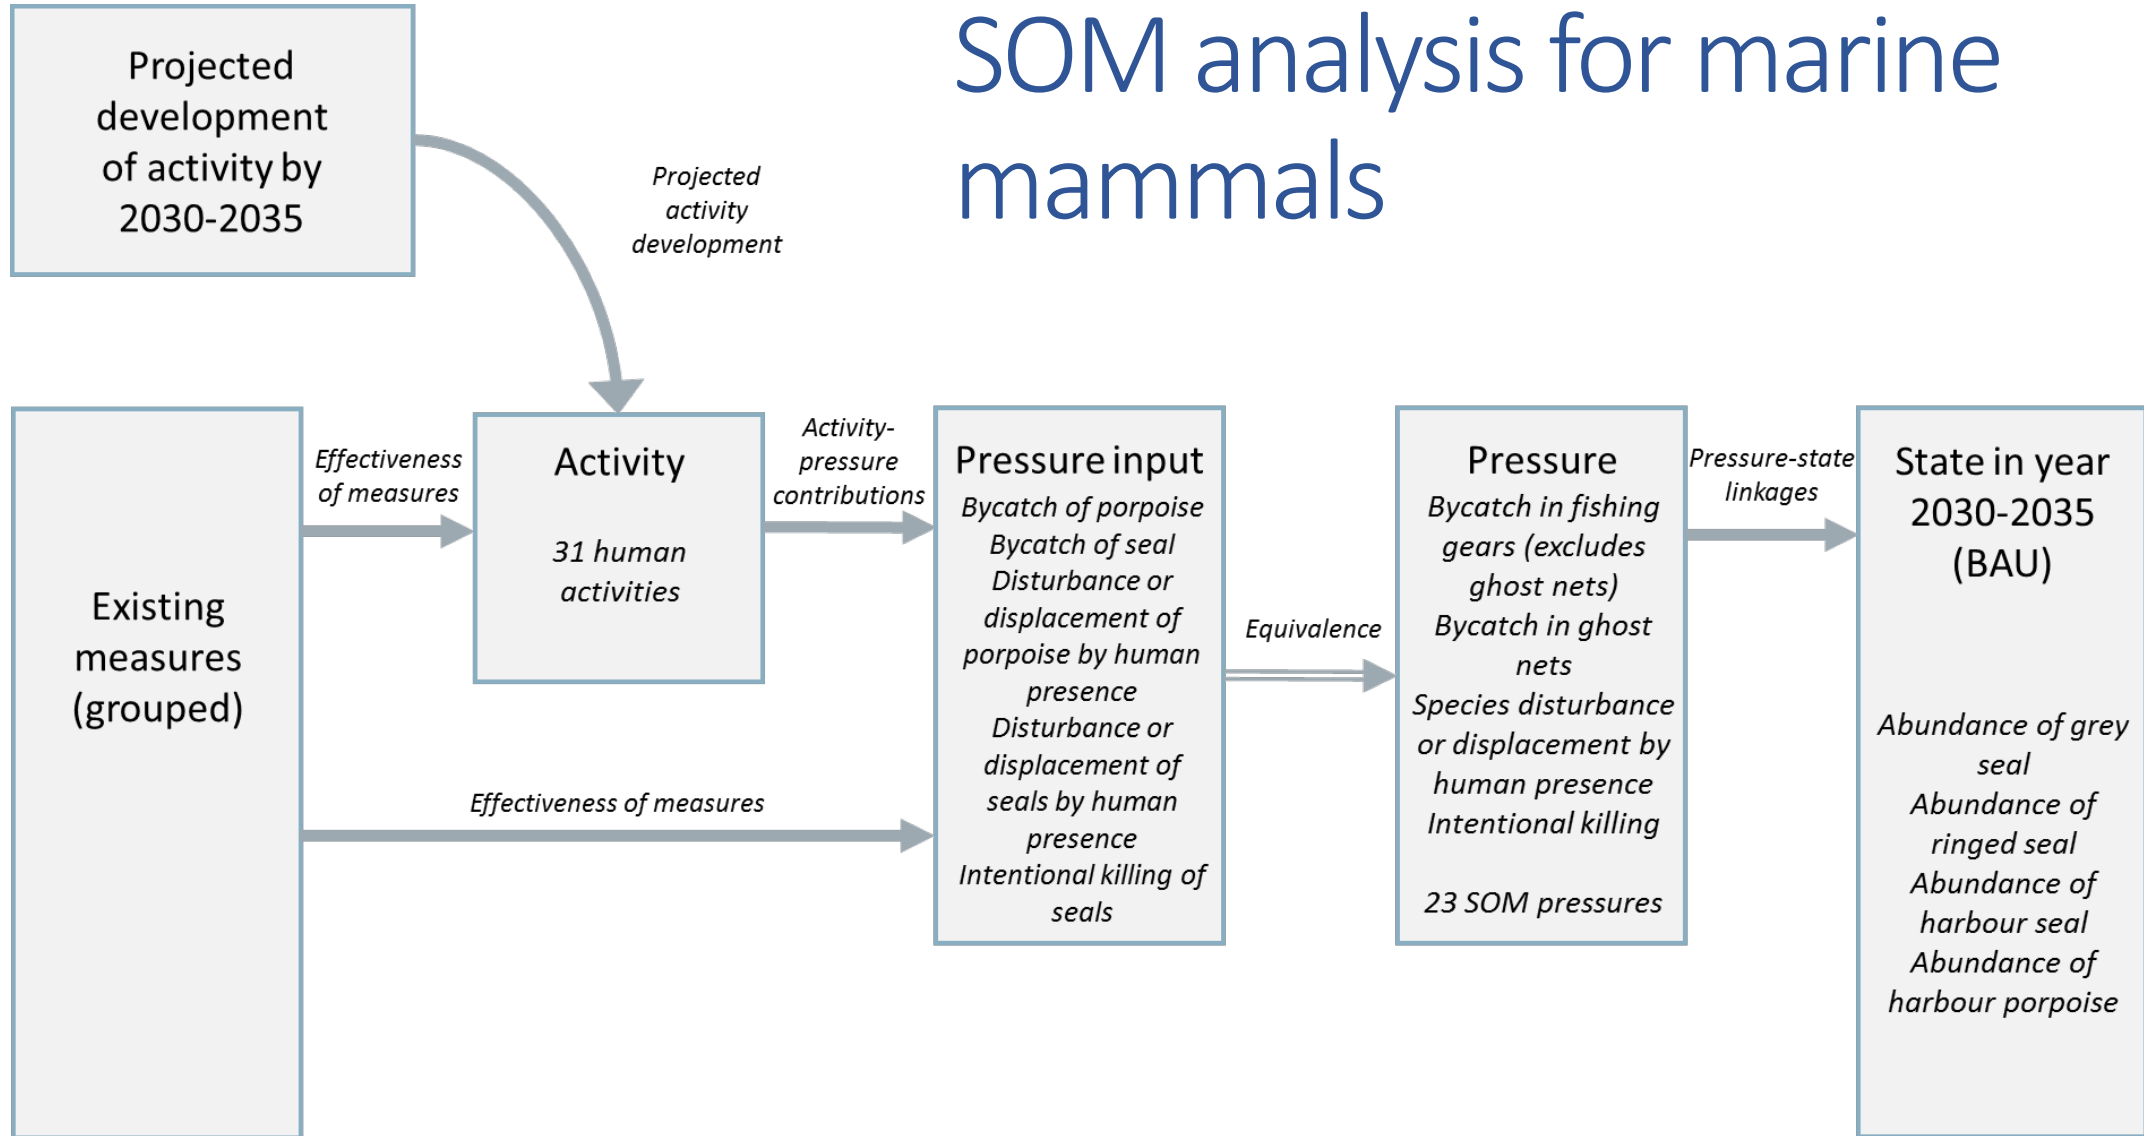 SOM analysis for marine
mammals
Projected
development
of activity by
2030-2035
Projected
activity
development
Existing
measures
(grouped)
Effectiveness
of measures
Activity
31 human
activities
Activity-
pressure
contributions
Effectiveness of measures
Pressure input
Bycatch of porpoise
Bycatch of seal
Disturbance or
displacement of
porpoise by human
presence
Disturbance or
displacement of
seals by human
presence
Intentional killing of
seals
Equivalence
Pressure
Bycatch in fishing
gears (excludes
ghost nets)
Bycatch in ghost
nets
Species disturbance
or displacement by
human presence
Intentional killing
23 SOM pressures
Pressure-state
linkages
State in year
2030-2035
(BAU)
Abundance of grey
seal
Abundance of
ringed seal
Abundance of
harbour seal
Abundance of
harbour porpoise